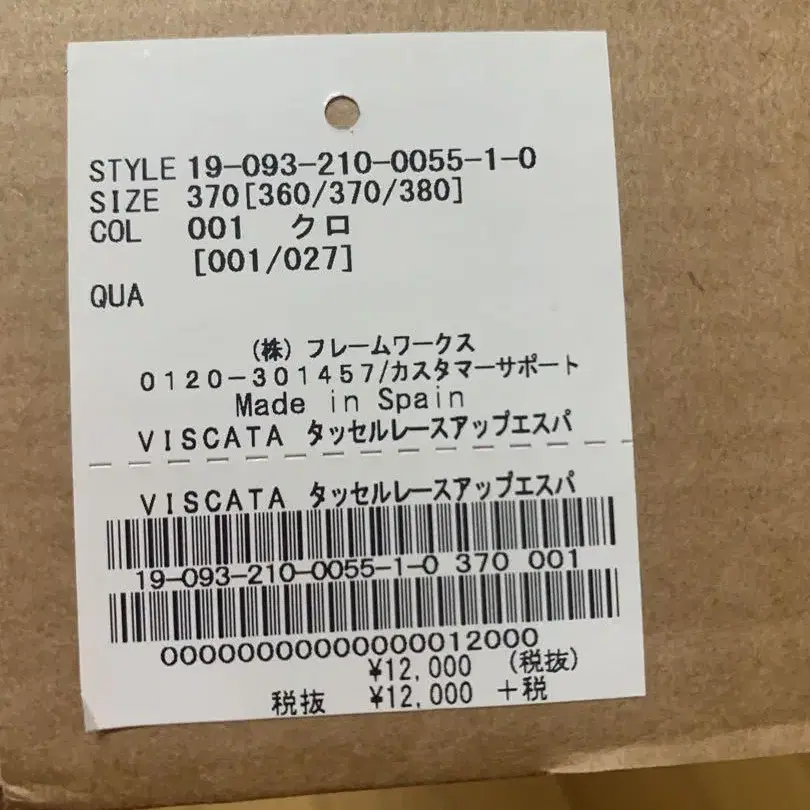 STYLE 19-093-210-0055-1-0
SIZE 370[360/370/380]
COL 001 クロ
[001/027]
QUA
(株) フレームワークス
0120-301457/カスタマーサポート
Made in Spain
VISCATA タッセルレースアップエスパ
VISCATA タッセルレースアップエスパ
19-093-210-0055-1-0 370 001
00000000000000012000
¥12,000 (税抜)
税抜 ¥12,000 +税